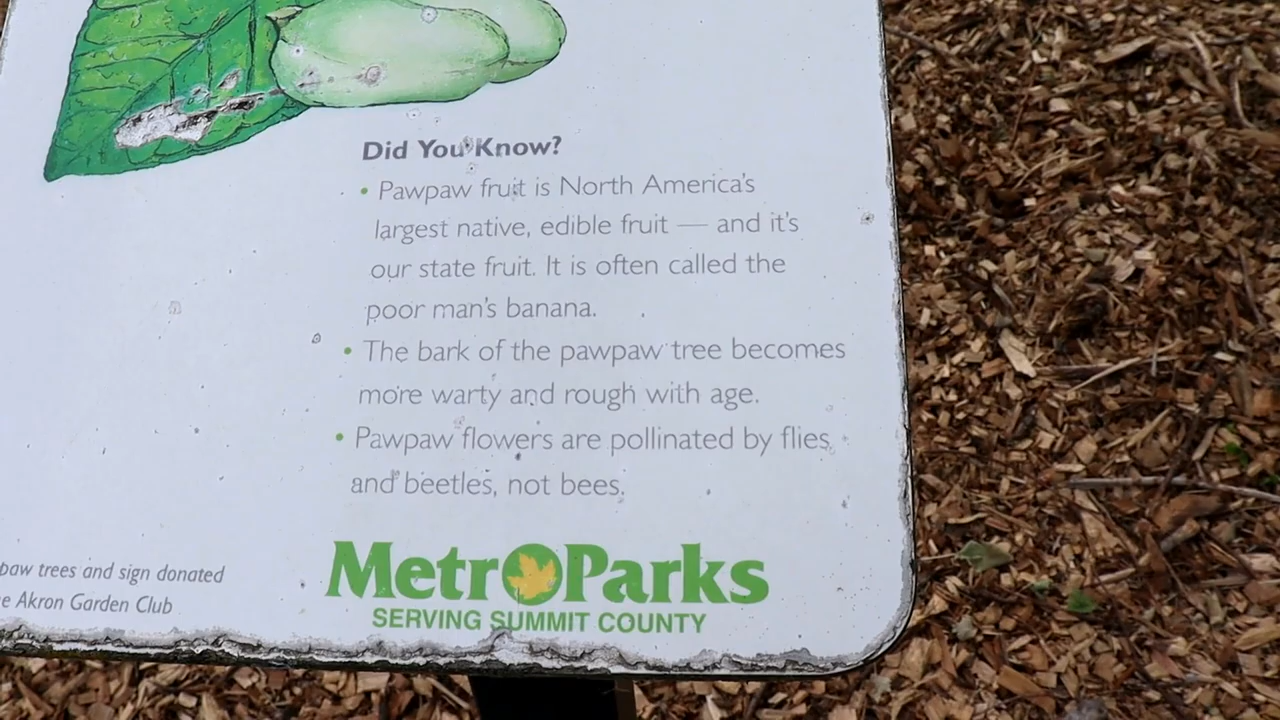 Did You Know?
• Pawpaw fruit is North America's
largest native, edible fruit — and it's
our state fruit. It is often called the
poor man's banana.
• The bark of the pawpaw tree becomes
more warty and rough with age.
• Pawpaw flowers are pollinated by flies
and beetles, not bees.
trees and sign donated
Akron Garden Club
MetroParks
SERVING SUMMIT COUNTY